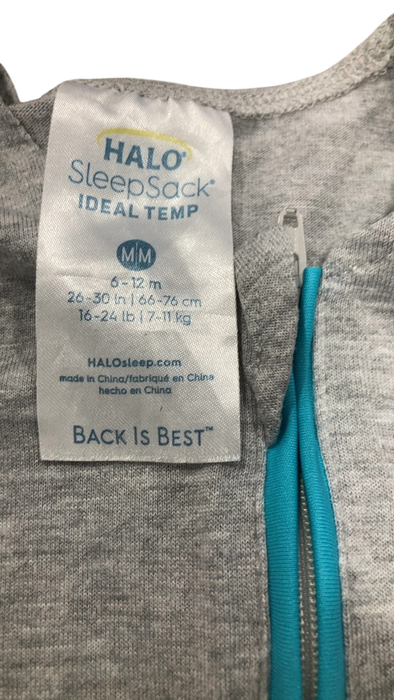 HALO®
SleepSack®
IDEAL TEMP
M|M
6-12 m
26-30 in | 66-76 cm
16-24 lb | 7-11 kg
HALOsleep.com
made in China/fabriqué en Chine
hecho en China
BACK IS BEST™